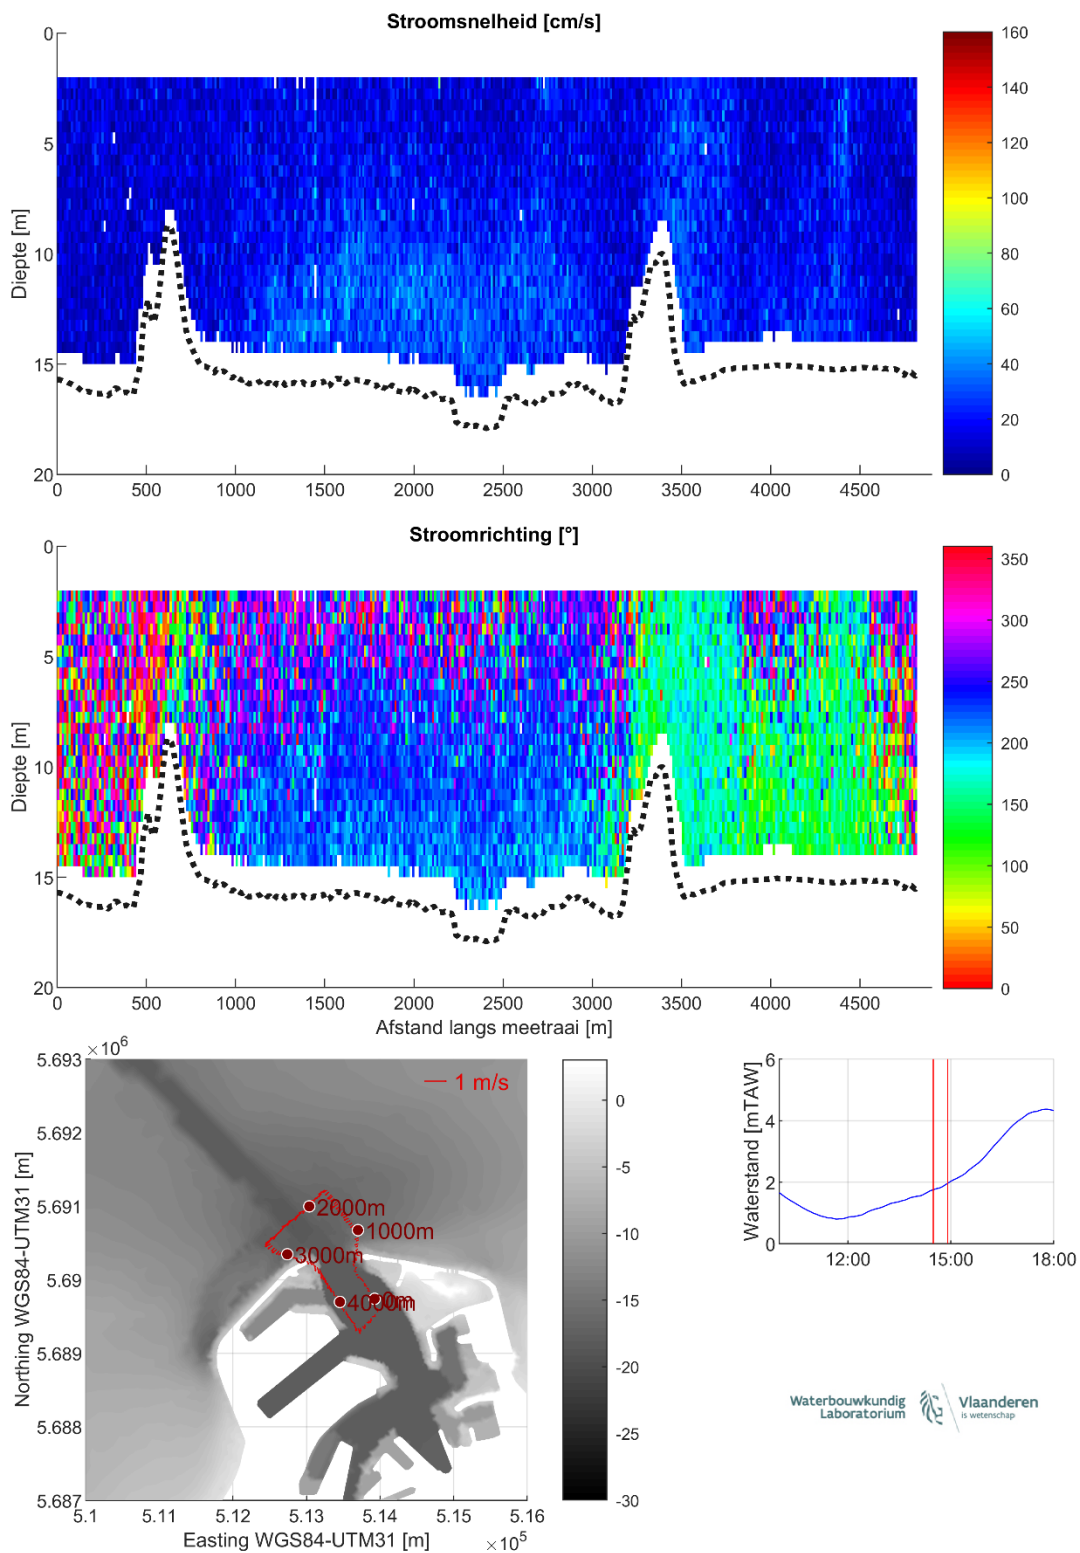 Stroomsnelheid [cm/s]
0
5
10
15
20
Diepte [m]
0 500 1000 1500 2000 2500 3000 3500 4000 4500
160
140
120
100
80
60
40
20
0
Stroomrichting [°]
0
5
10
15
20
Diepte [m]
0 500 1000 1500 2000 2500 3000 3500 4000 4500
Afstand langs meetraai [m]
350
300
250
200
150
100
50
0
×10⁶
5.693
5.692
5.691
5.69
5.689
5.688
5.687
Northing WGS84-UTM31 [m]
1 m/s
2000m
1000m
3000m
4000m
0m
5.1 5.11 5.12 5.13 5.14 5.15 5.16
Easting WGS84-UTM31 [m]
×10⁵
0
-5
-10
-15
-20
-25
-30
Waterstand [mTAW]
6
4
2
0
12:00 15:00 18:00
Waterbouwkundig
Laboratorium
Vlaanderen
is wetenschap